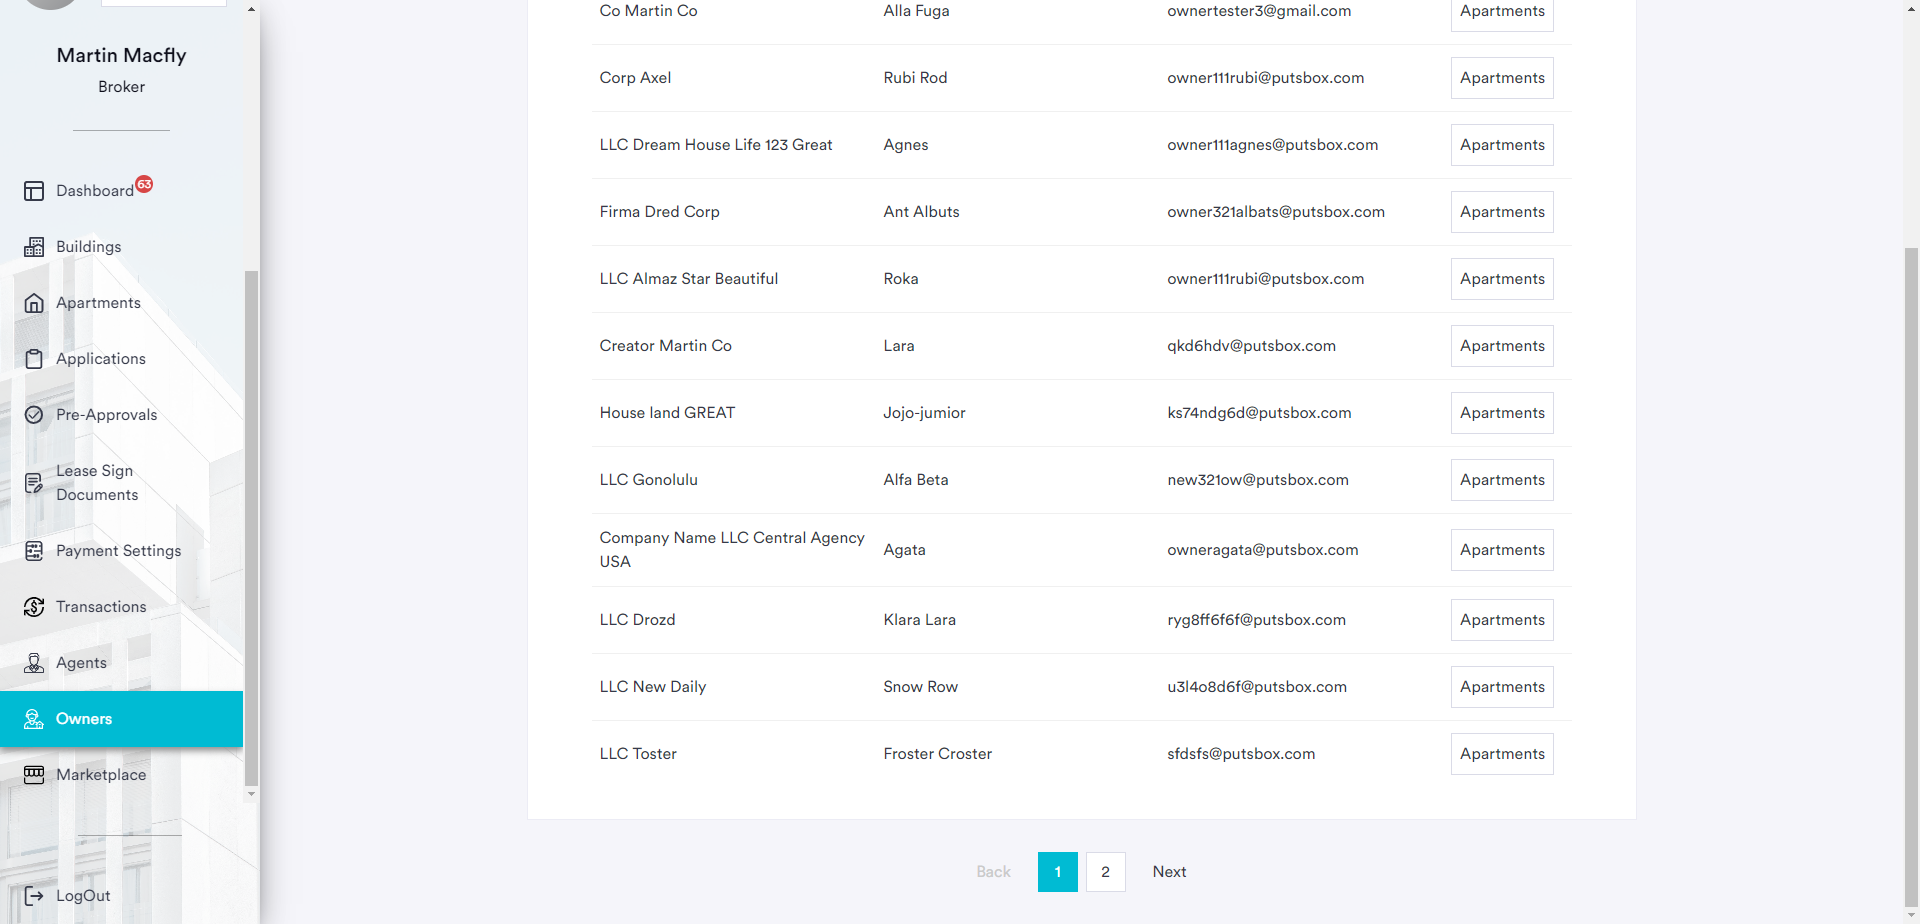 Martin Macfly
Broker
Dashboard 63
Buildings
Apartments
Applications
Pre-Approvals
Lease Sign
Documents
Payment Settings
Transactions
Agents
Owners
Marketplace
LogOut
Co Martin Co Alla Fuga ownertester3@gmail.com Apartments
Corp Axel Rubi Rod owner111rubi@putsbox.com Apartments
LLC Dream House Life 123 Great Agnes owner111agnes@putsbox.com Apartments
Firma Dred Corp Ant Albuts owner321albats@putsbox.com Apartments
LLC Almaz Star Beautiful Roka owner111rubi@putsbox.com Apartments
Creator Martin Co Lara qkd6hdv@putsbox.com Apartments
House land GREAT Jojo-jumior ks74ndg6d@putsbox.com Apartments
LLC Gonolulu Alfa Beta new321ow@putsbox.com Apartments
Company Name LLC Central Agency
USA Agata owneragata@putsbox.com Apartments
LLC Drozd Klara Lara ryg8ff6f6f@putsbox.com Apartments
LLC New Daily Snow Row u3l4o8d6f@putsbox.com Apartments
LLC Toster Froster Croster sfdsfs@putsbox.com Apartments
Back 1 2 Next